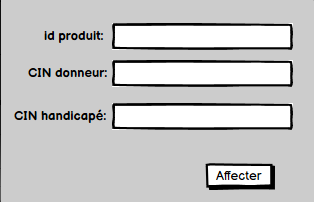 id produit:
CIN donneur:
CIN handicapé:
Affecter